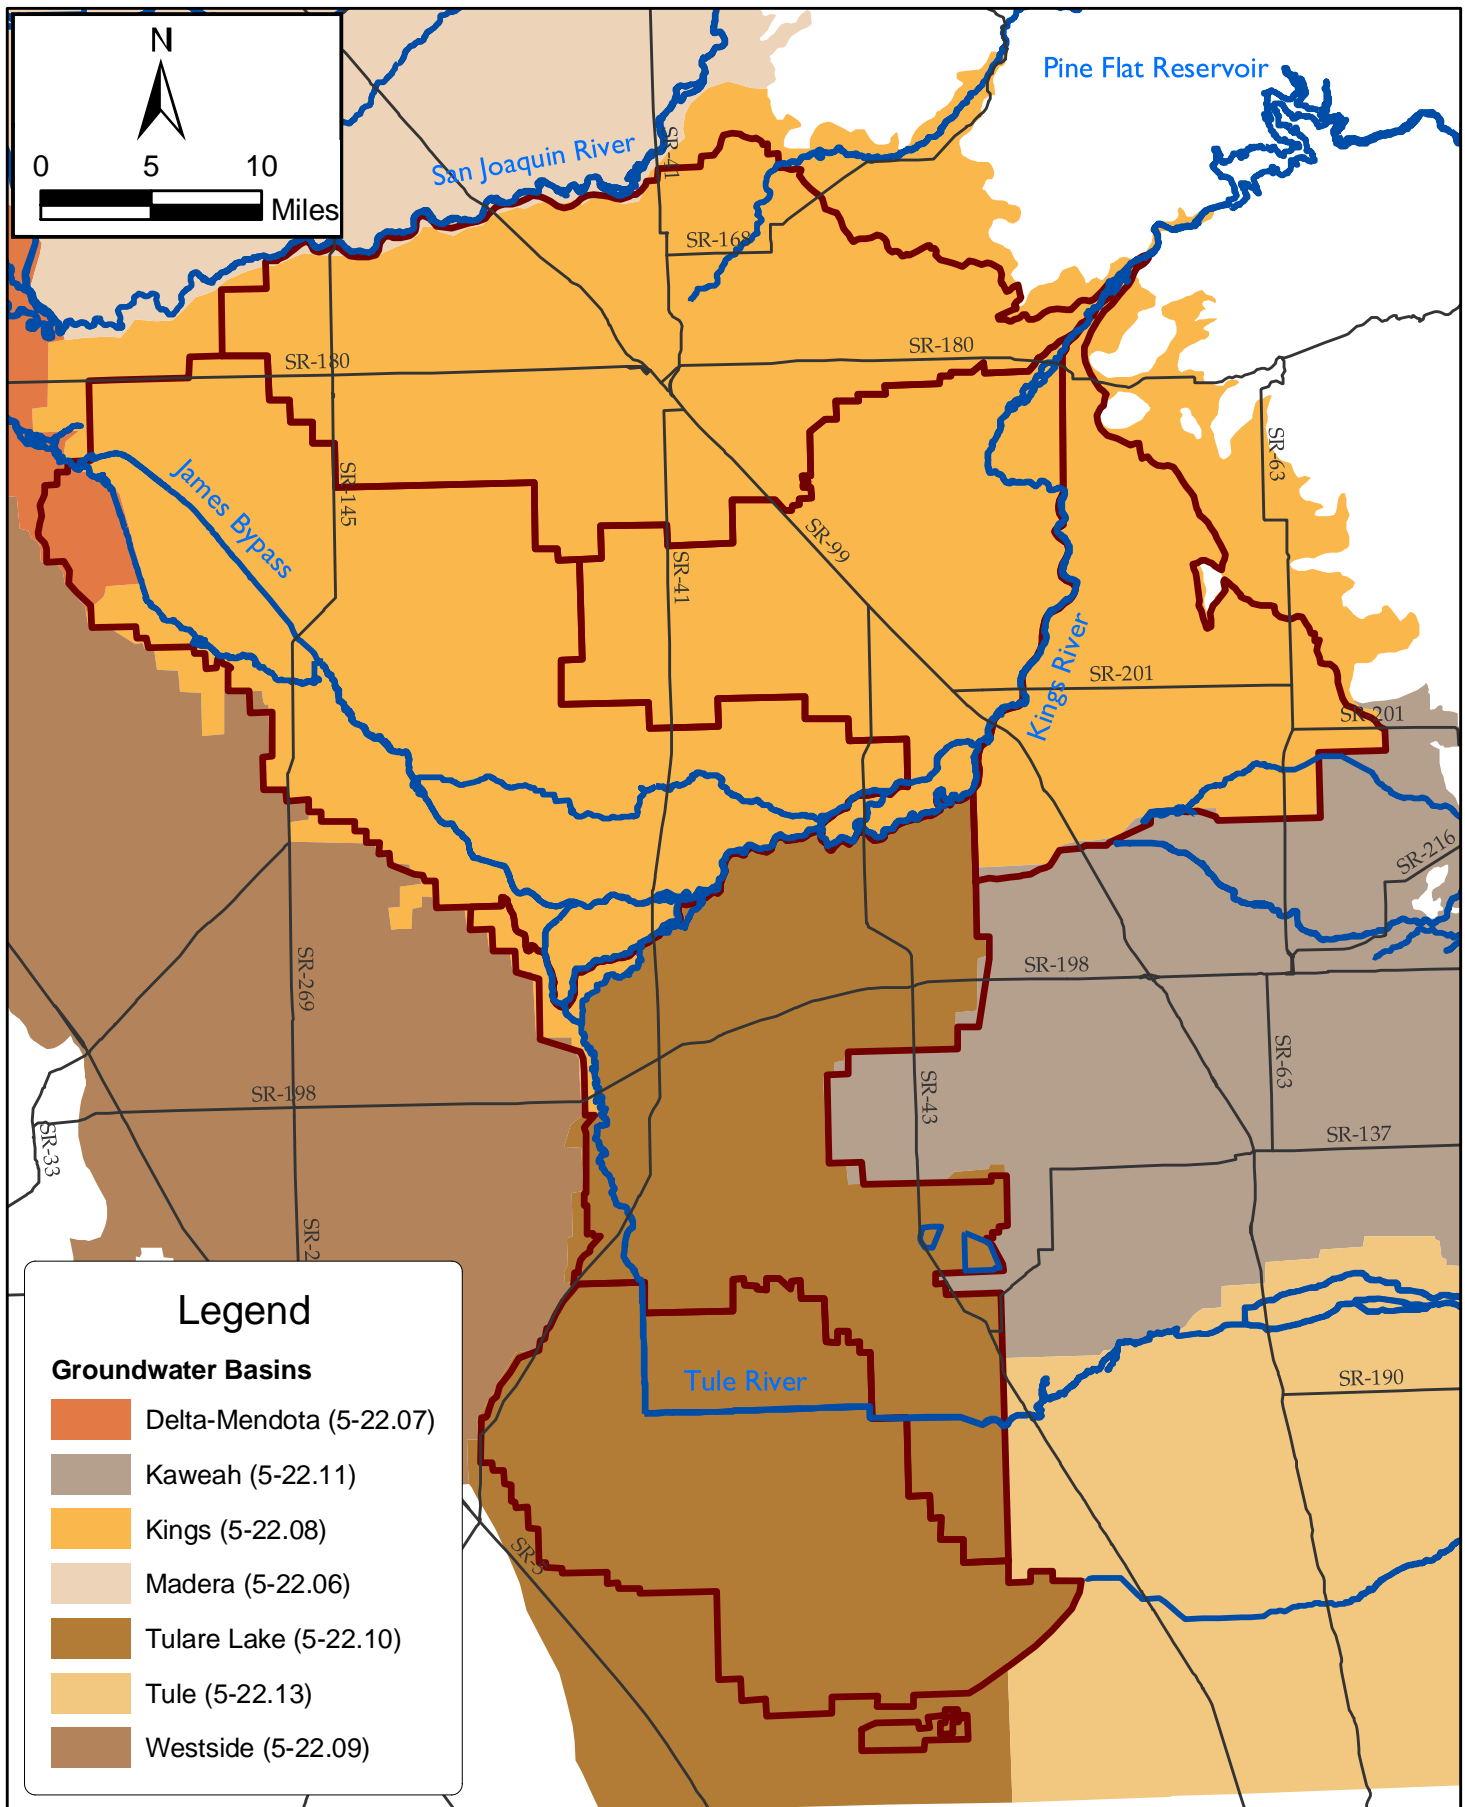 N
0 5 10
Miles
Pine Flat Reservoir
San Joaquin River
SR-41
SR-168
SR-180
SR-180
James Bypass
SR-145
SR-63
SR-99
SR-41
Kings River
SR-201
SR-201
SR-216
SR-269
SR-198
SR-198
SR-43
SR-63
SR-33
SR-137
SR-2
Tule River
SR-190
SR-5
Legend
Groundwater Basins
Delta-Mendota (5-22.07)
Kaweah (5-22.11)
Kings (5-22.08)
Madera (5-22.06)
Tulare Lake (5-22.10)
Tule (5-22.13)
Westside (5-22.09)